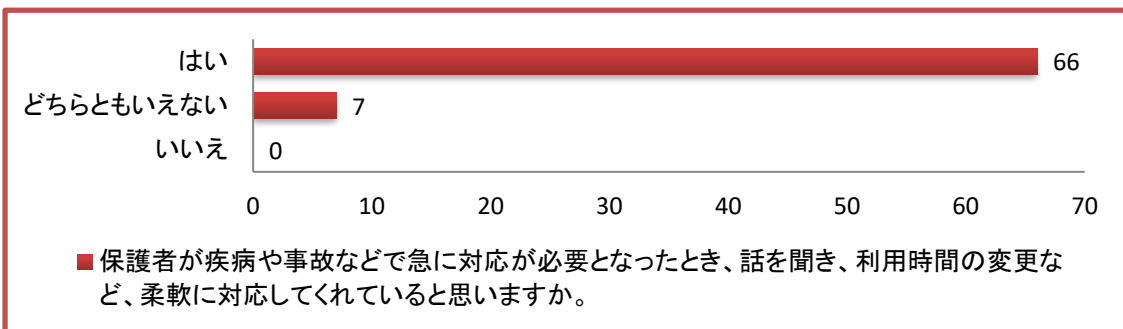 はい 66
どちらともいえない 7
いいえ 0
0 10 20 30 40 50 60 70
保護者が疾病や事故などで急に対応が必要となったとき、話を聞き、利用時間の変更な
ど、柔軟に対応してくれていると思いますか。